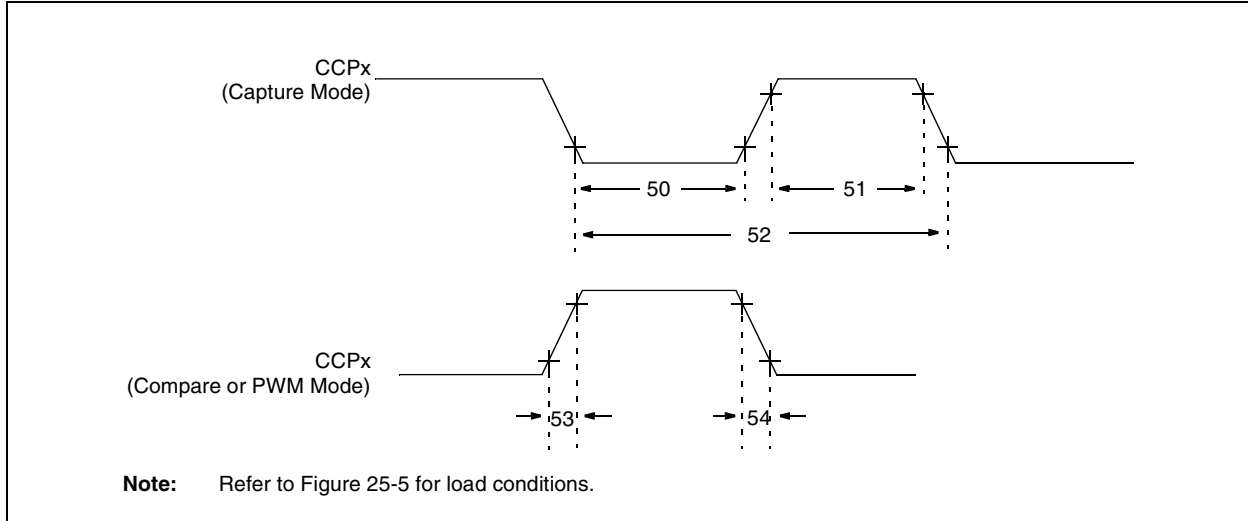 CCPx
(Capture Mode)
50
51
52
CCPx
(Compare or PWM Mode)
53
54
Note: Refer to Figure 25-5 for load conditions.